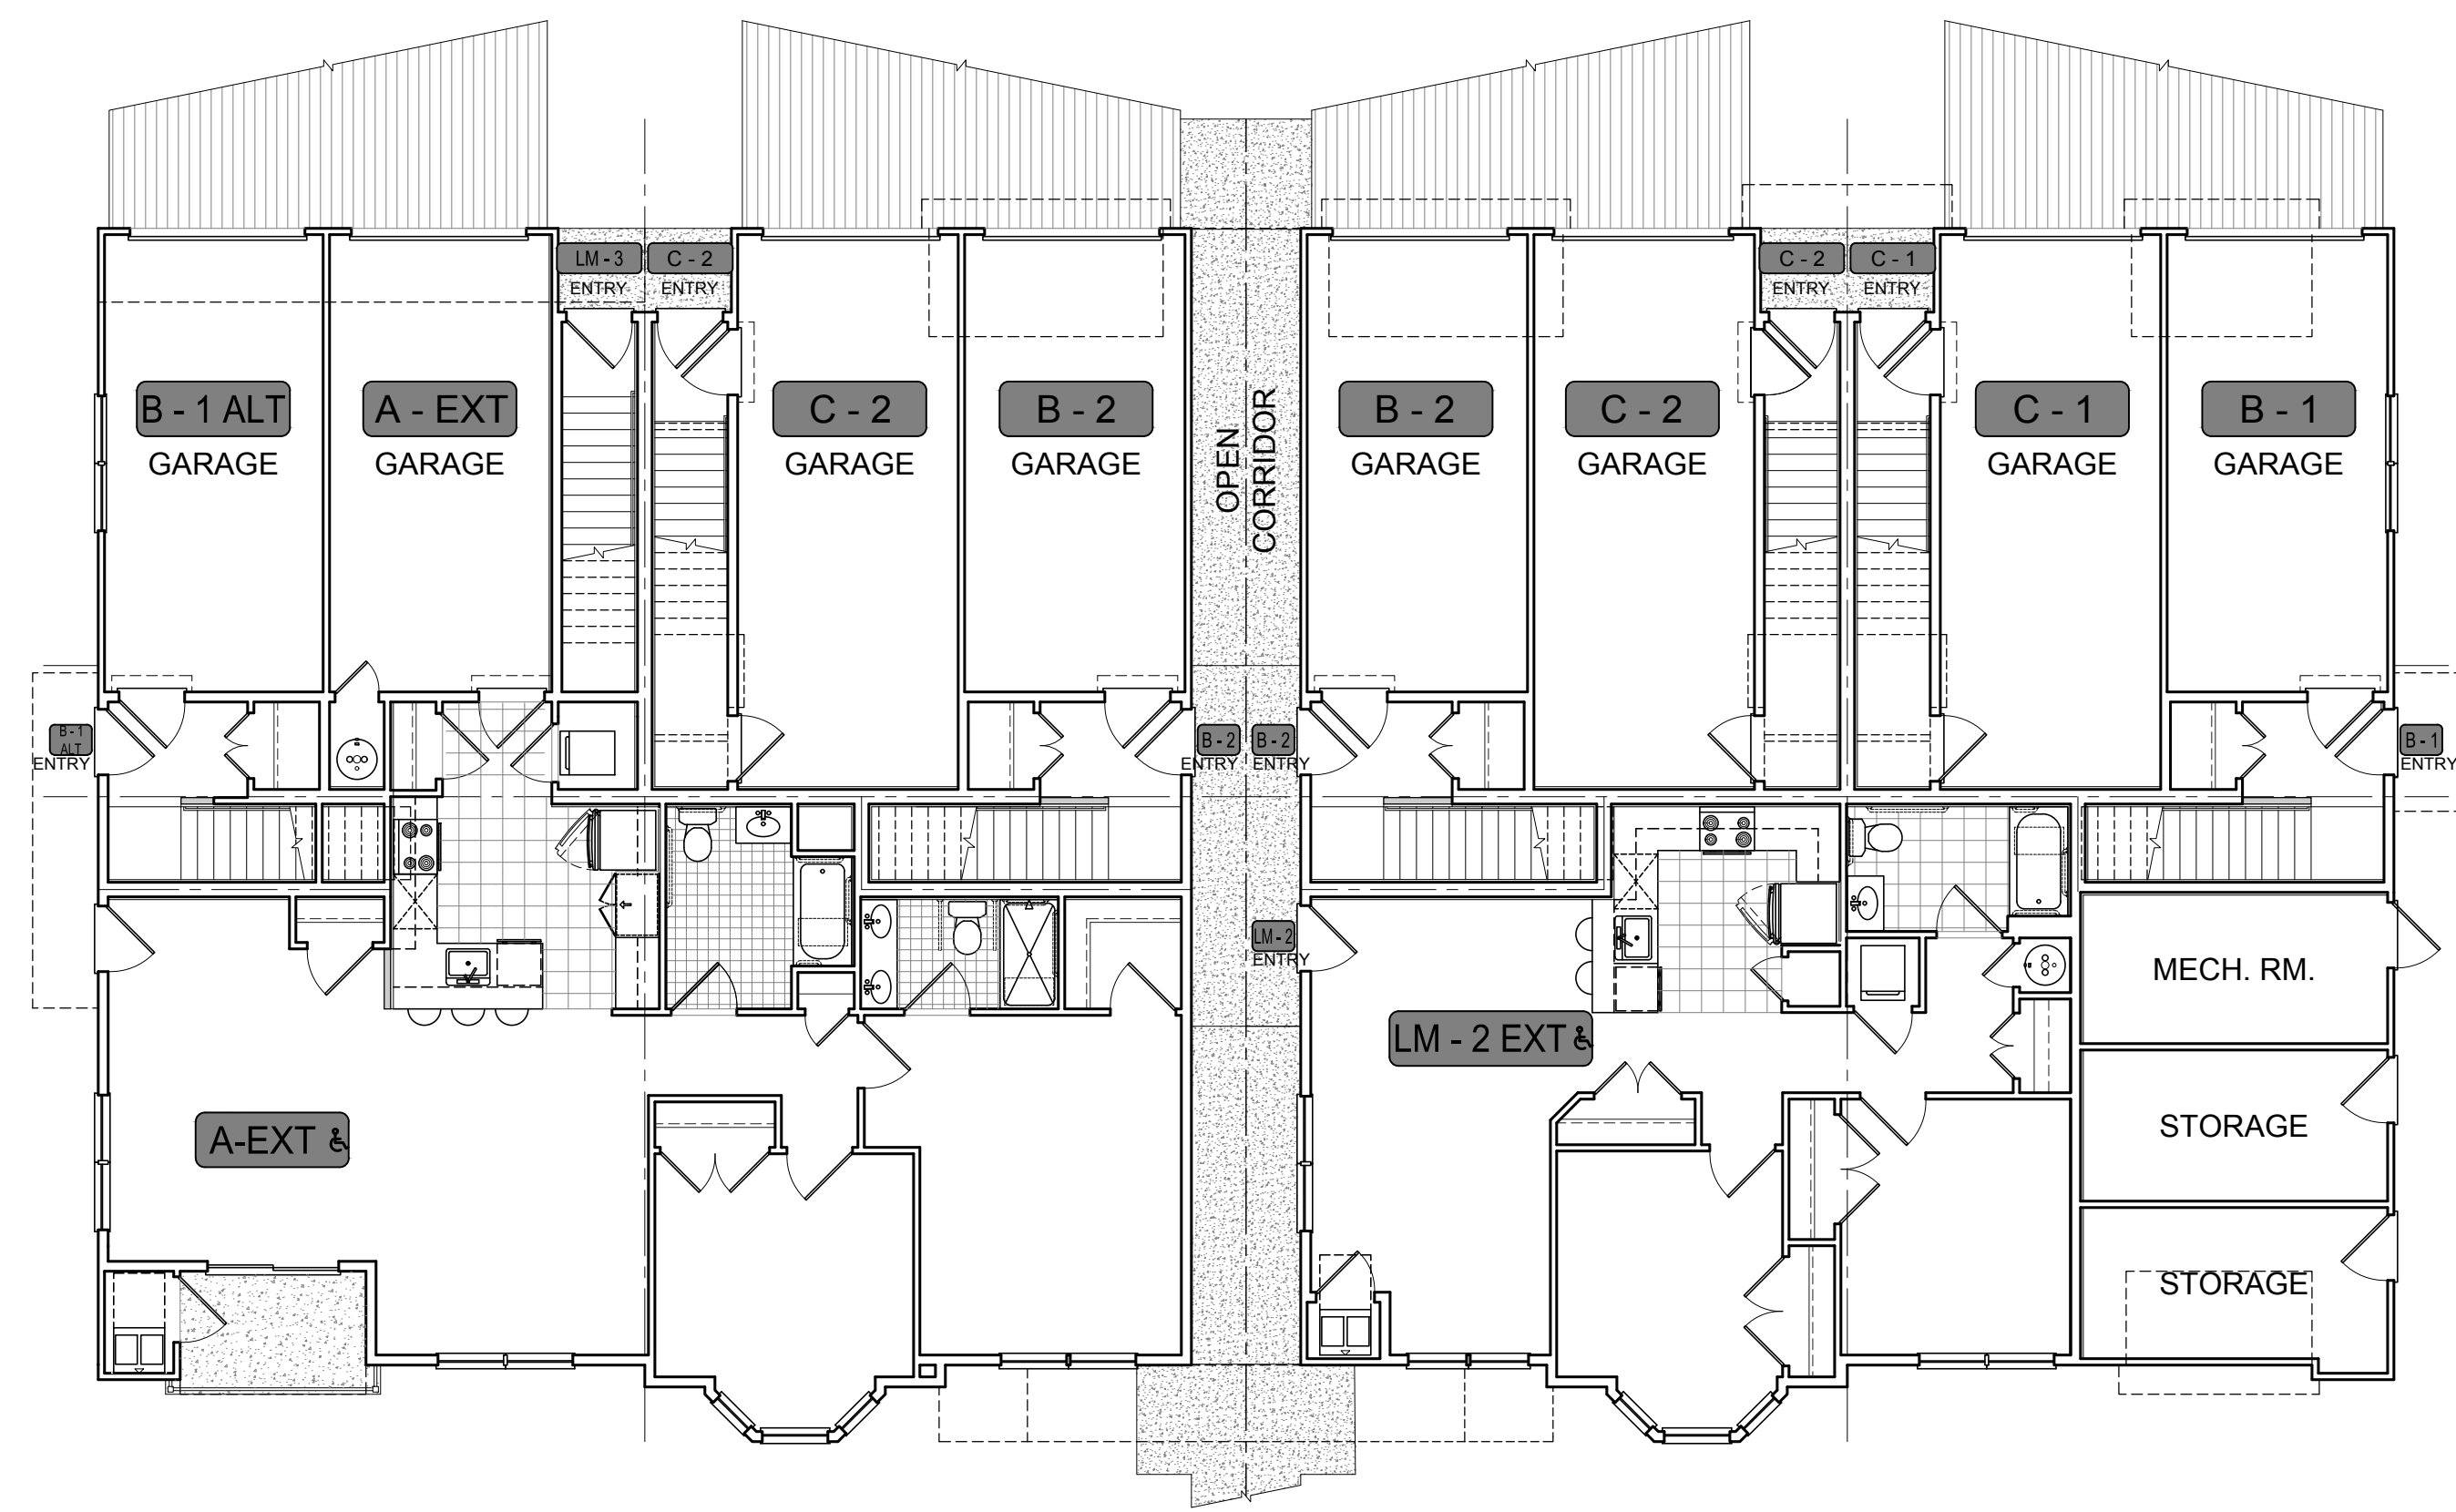 LM - 3
C - 2
C - 2
C - 1
ENTRY
ENTRY
ENTRY
ENTRY
B - 1 ALT
GARAGE
A - EXT
GARAGE
C - 2
GARAGE
B - 2
GARAGE
OPEN
CORRIDOR
B - 2
GARAGE
C - 2
GARAGE
C - 1
GARAGE
B - 1
GARAGE
B - 1
ALT
ENTRY
B - 2
ENTRY
B - 2
ENTRY
B - 1
ENTRY
LM - 2
ENTRY
MECH. RM.
LM - 2 EXT
A-EXT
STORAGE
STORAGE